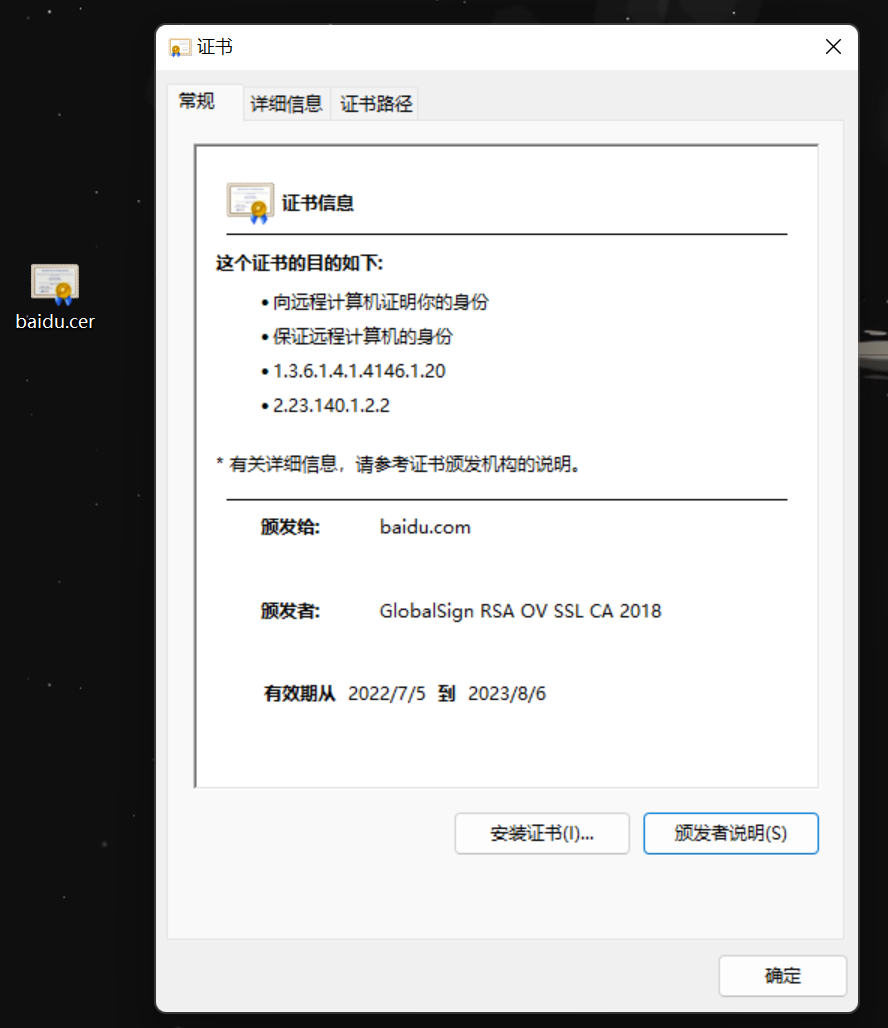 证书
常规 详细信息 证书路径
证书信息
这个证书的目的如下:
• 向远程计算机证明你的身份
• 保证远程计算机的身份
• 1.3.6.1.4.1.4146.1.20
• 2.23.140.1.2.2
baidu.cer
* 有关详细信息，请参考证书颁发机构的说明。
颁发给: baidu.com
颁发者: GlobalSign RSA OV SSL CA 2018
有效期从 2022/7/5 到 2023/8/6
安装证书(I)... 颁发者说明(S)
确定